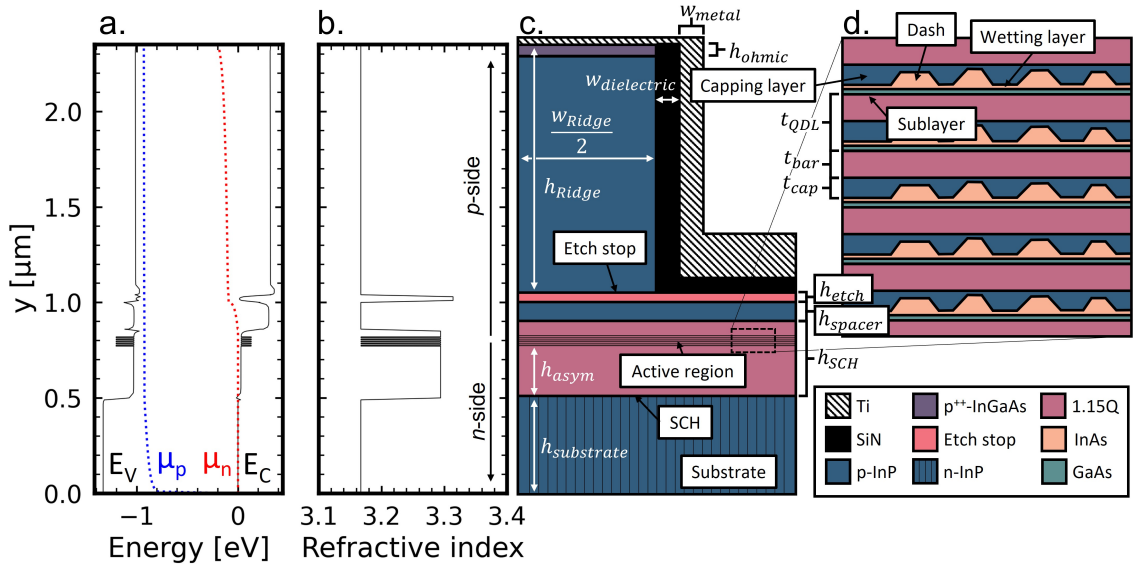 a.
y [μm]
2.0
1.5
1.0
0.5
0.0
E_V
μ_p
μ_n
E_C
−1
0
Energy [eV]
b.
p-side
n-side
3.1
3.2
3.3
3.4
Refractive index
c.
w_metal
h_ohmic
w_dielectric
w_Ridge
2
h_Ridge
Etch stop
h_etch
h_spacer
Active region
h_SCH
h_asym
SCH
h_substrate
Substrate
d.
Dash
Wetting layer
Capping layer
Sublayer
t_QDL
t_bar
t_cap
Ti
p⁺⁺-InGaAs
1.15Q
SiN
Etch stop
InAs
p-InP
n-InP
GaAs